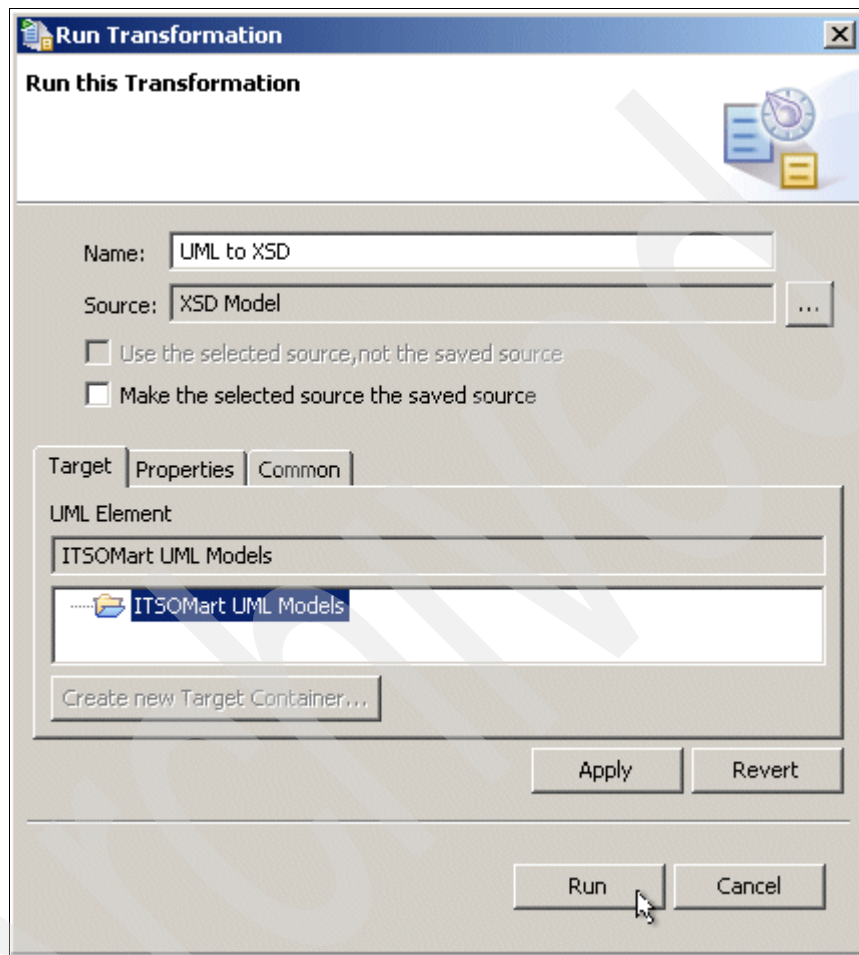 Run Transformation
Run this Transformation
Name: UML to XSD
Source: XSD Model ...
Use the selected source,not the saved source
Make the selected source the saved source
Target Properties Common
UML Element
ITSOMart UML Models
ITSOMart UML Models
Create new Target Container...
Apply Revert
Run Cancel